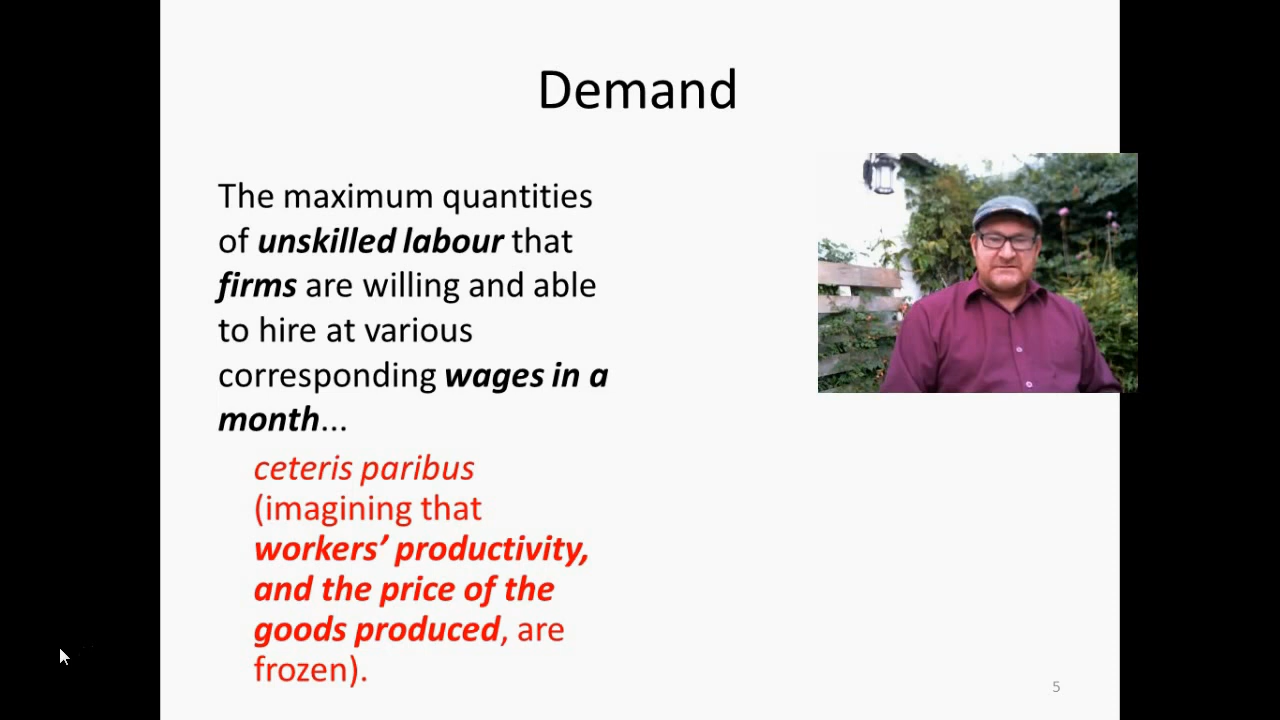 Demand
The maximum quantities
of unskilled labour that
firms are willing and able
to hire at various
corresponding wages in a
month...
ceteris paribus
(imagining that
workers’ productivity,
and the price of the
goods produced, are
frozen).
5